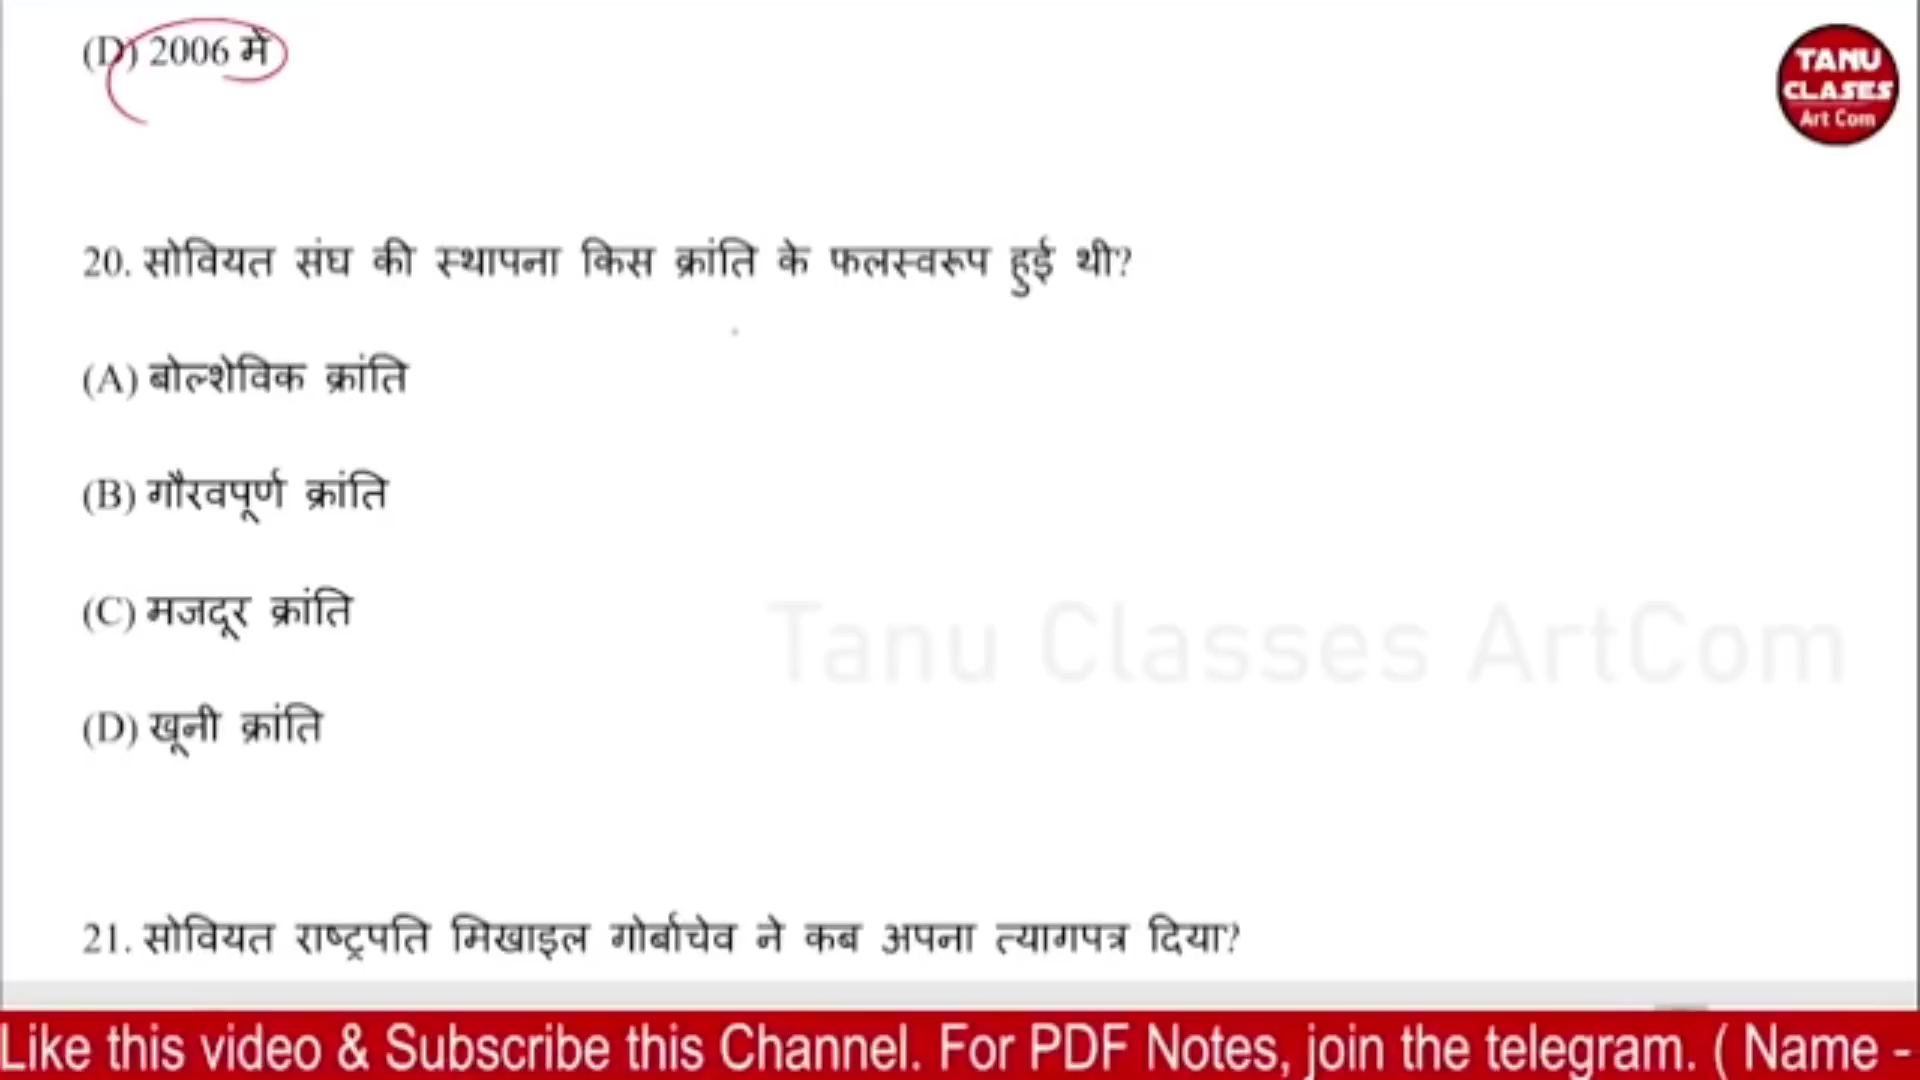 (D) 2006 में
TANU
CLASES
Art Com
20. सोवियत संघ की स्थापना किस क्रांति के फलस्वरूप हुई थी?
(A) बोल्शेविक क्रांति
(B) गौरवपूर्ण क्रांति
(C) मजदूर क्रांति
Tanu Classes ArtCom
(D) खूनी क्रांति
21. सोवियत राष्ट्रपति मिखाइल गोर्बाचेव ने कब अपना त्यागपत्र दिया?
Like this video & Subscribe this Channel. For PDF Notes, join the telegram. ( Name -